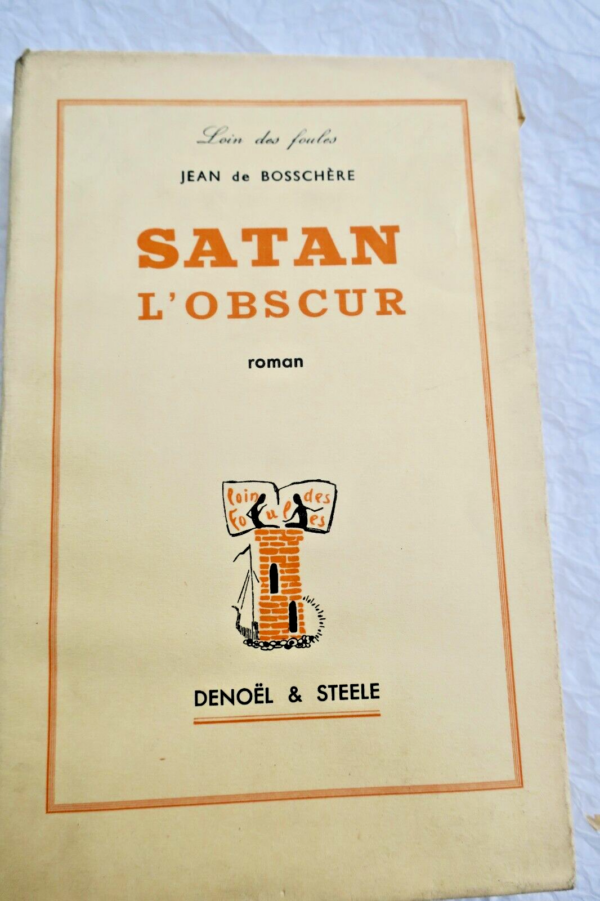 Loin des foules
JEAN de BOSSCHÈRE
SATAN
L'OBSCUR
roman
loin des
foules
DENOËL & STEELE